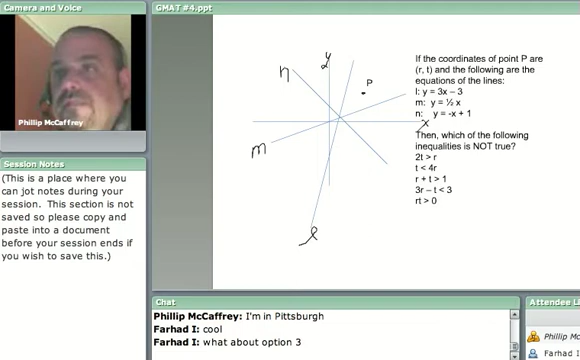 Camera and Voice
GMAT #4.ppt
Phillip McCaffrey
n
y
P
x
m
l
If the coordinates of point P are
(r, t) and the following are the
equations of the lines:
l: y = 3x – 3
m: y = ½ x
n: y = -x + 1
Then, which of the following
inequalities is NOT true?
2t > r
t < 4r
r + t > 1
3r – t < 3
rt > 0
Session Notes
(This is a place where you
can jot notes during your
session. This section is not
saved so please copy and
paste into a document
before your session ends if
you wish to save this.)
Chat
Phillip McCaffrey: I'm in Pittsburgh
Farhad I: cool
Farhad I: what about option 3
Attendee Li
Phillip McCaffre
Farhad I